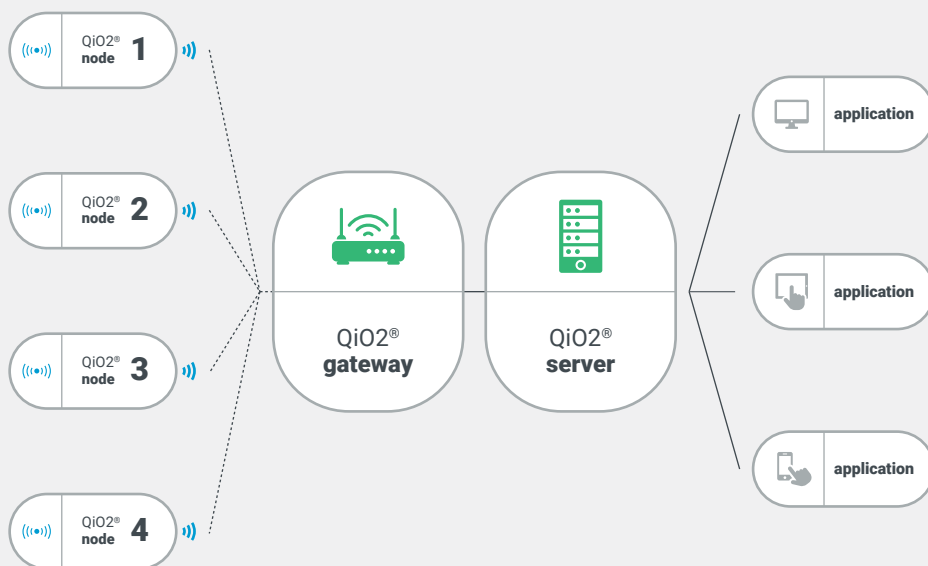 QiO2®
node 1
QiO2®
node 2
QiO2®
node 3
QiO2®
node 4
QiO2®
gateway
QiO2®
server
application
application
application